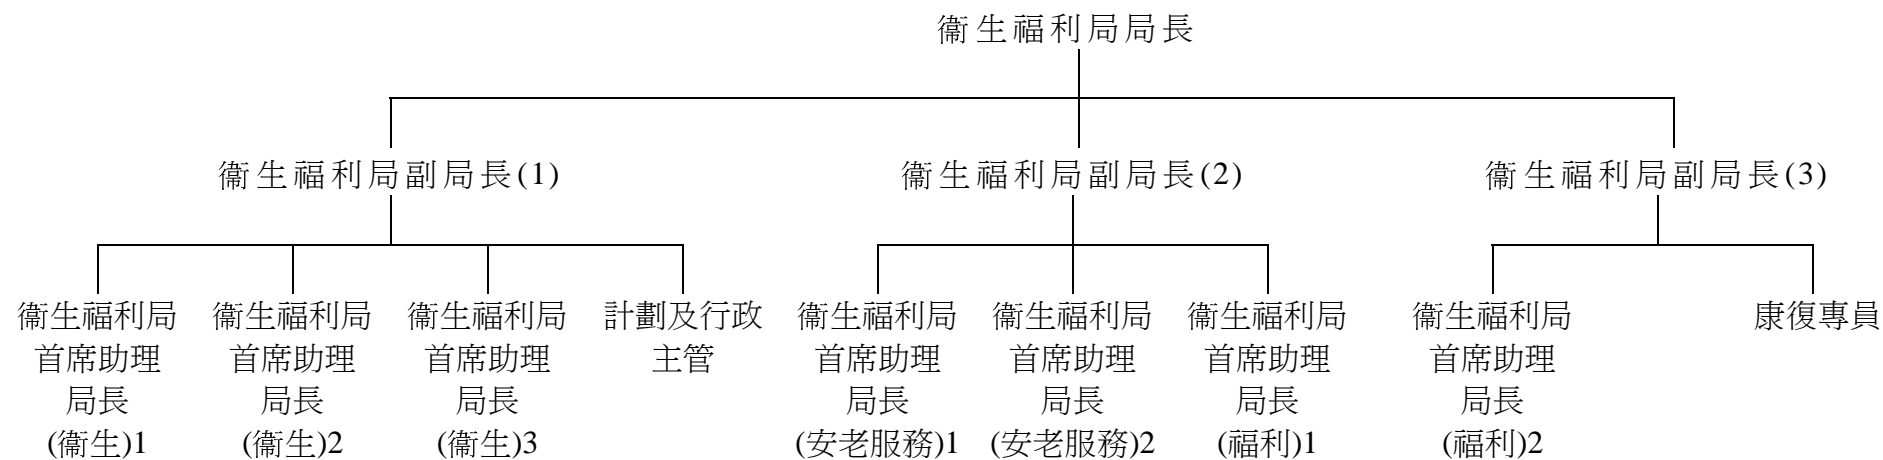 衞生福利局局長
衞生福利局副局長(1)
衞生福利局副局長(2)
衞生福利局副局長(3)
衞生福利局
首席助理
局長
(衞生)1
衞生福利局
首席助理
局長
(衞生)2
衞生福利局
首席助理
局長
(衞生)3
計劃及行政
主管
衞生福利局
首席助理
局長
(安老服務)1
衞生福利局
首席助理
局長
(安老服務)2
衞生福利局
首席助理
局長
(福利)1
衞生福利局
首席助理
局長
(福利)2
康復專員